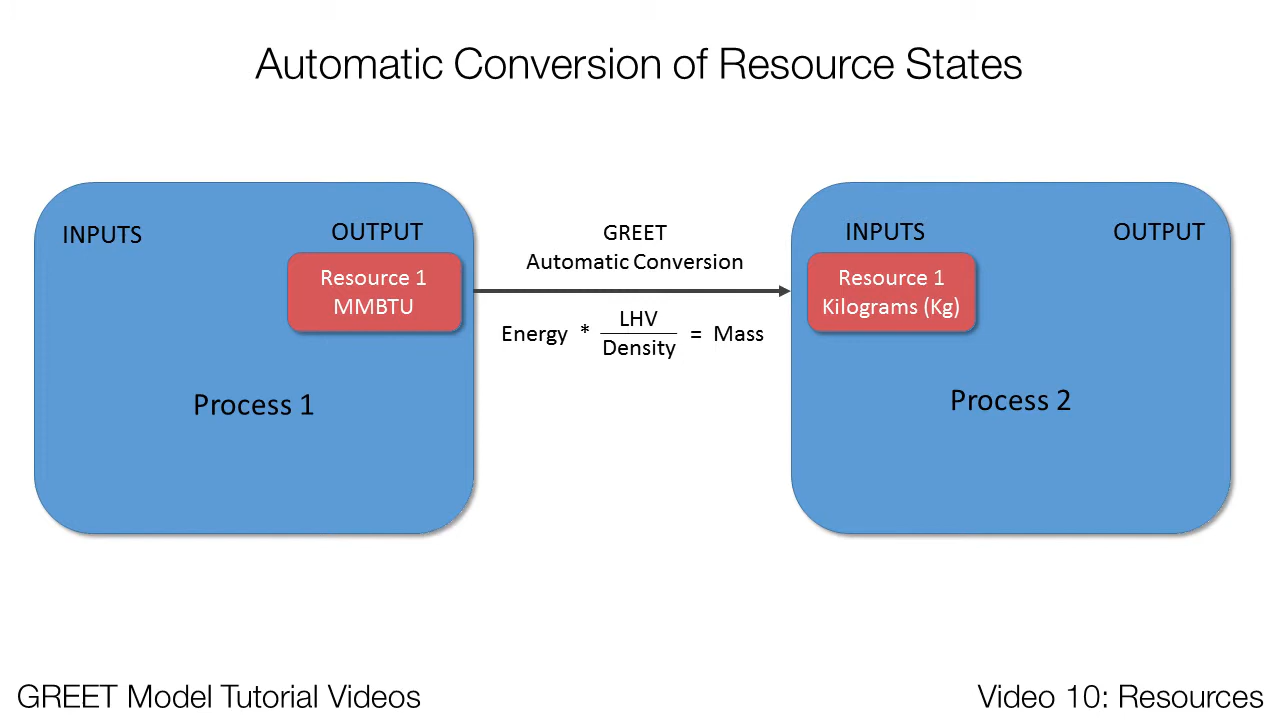 Automatic Conversion of Resource States
INPUTS
OUTPUT
Resource 1
MMBTU
Process 1
GREET
Automatic Conversion
Energy * LHV / Density = Mass
INPUTS
OUTPUT
Resource 1
Kilograms (Kg)
Process 2
GREET Model Tutorial Videos
Video 10: Resources